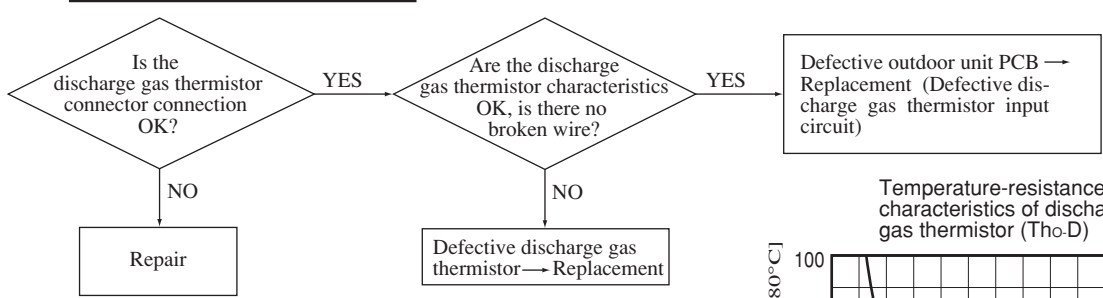 Is the
discharge gas thermistor
connector connection
OK?
YES
Are the discharge
gas thermistor characteristics
OK, is there no
broken wire?
YES
Defective outdoor unit PCB →
Replacement (Defective dis-
charge gas thermistor input
circuit)
NO
NO
Repair
Defective discharge gas
thermistor → Replacement
Temperature-resistance
characteristics of discha
gas thermistor (Tho-D)
80°C]
100